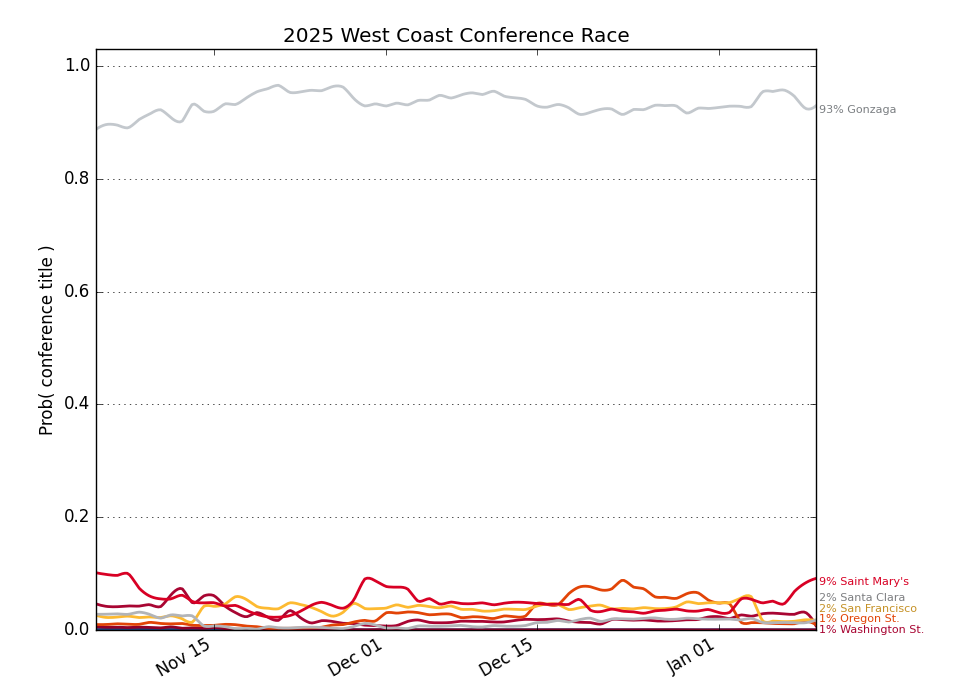 2025 West Coast Conference Race
Prob( conference title )
1.0
0.8
0.6
0.4
0.2
0.0
Nov 15
Dec 01
Dec 15
Jan 01
93% Gonzaga
9% Saint Mary's
2% Santa Clara
2% San Francisco
1% Oregon St.
1% Washington St.